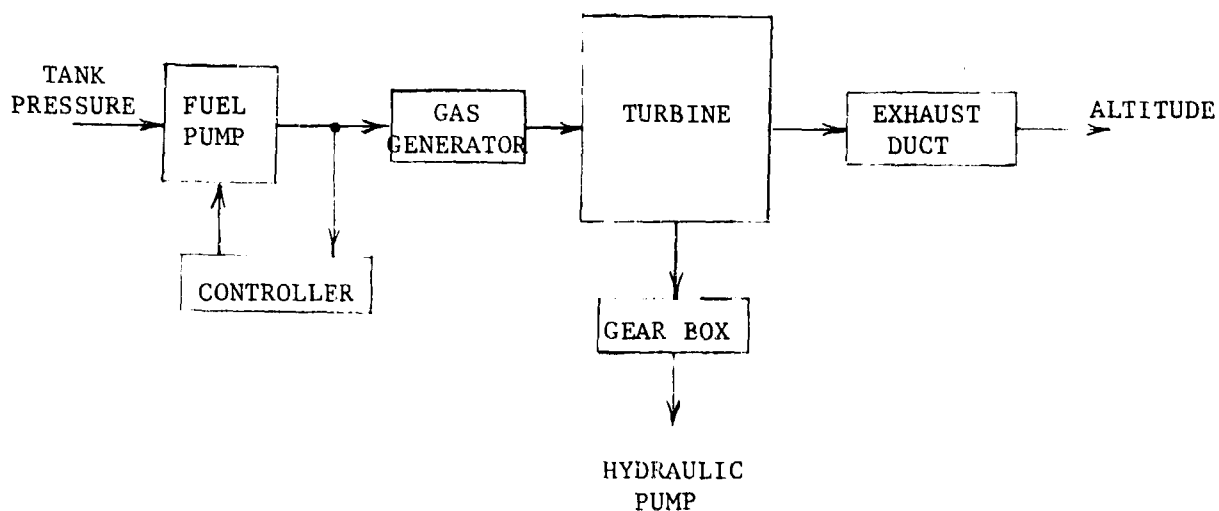 TANK
PRESSURE
FUEL
PUMP
GAS
GENERATOR
TURBINE
EXHAUST
DUCT
ALTITUDE
CONTROLLER
GEAR BOX
HYDRAULIC
PUMP